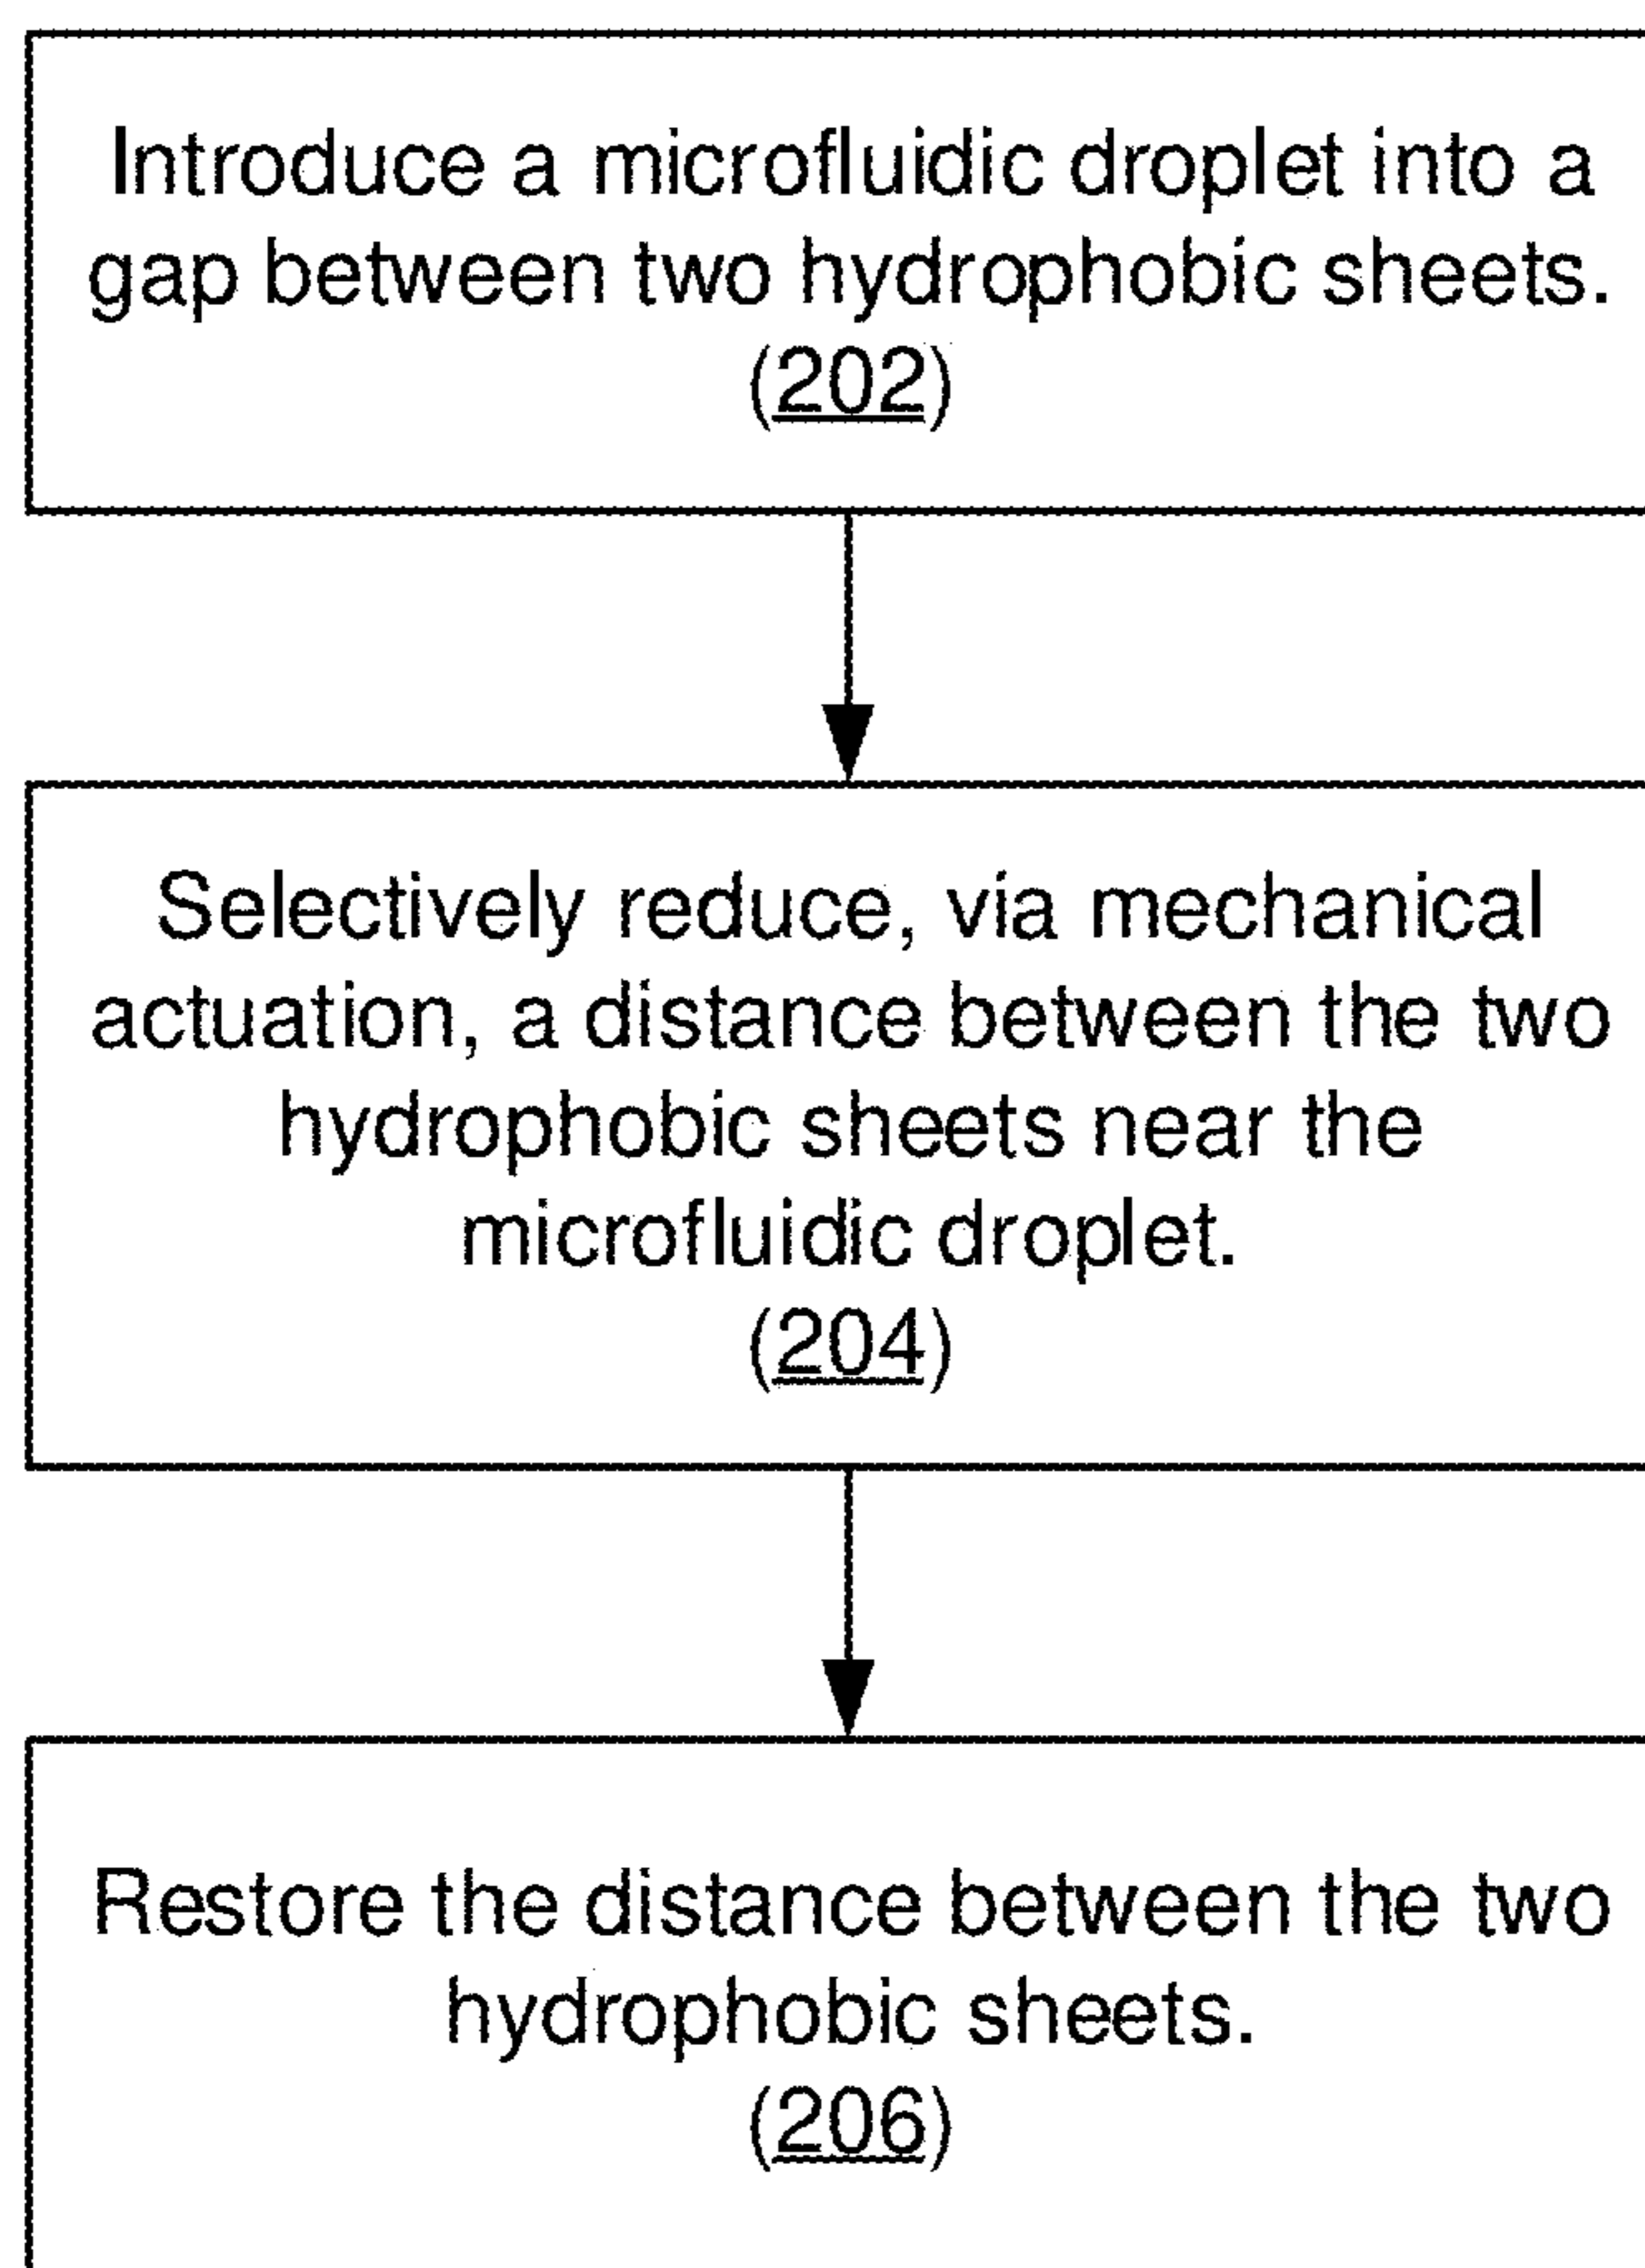 Introduce a microfluidic droplet into a
gap between two hydrophobic sheets.
(202)
Selectively reduce, via mechanical
actuation, a distance between the two
hydrophobic sheets near the
microfluidic droplet.
(204)
Restore the distance between the two
hydrophobic sheets.
(206)